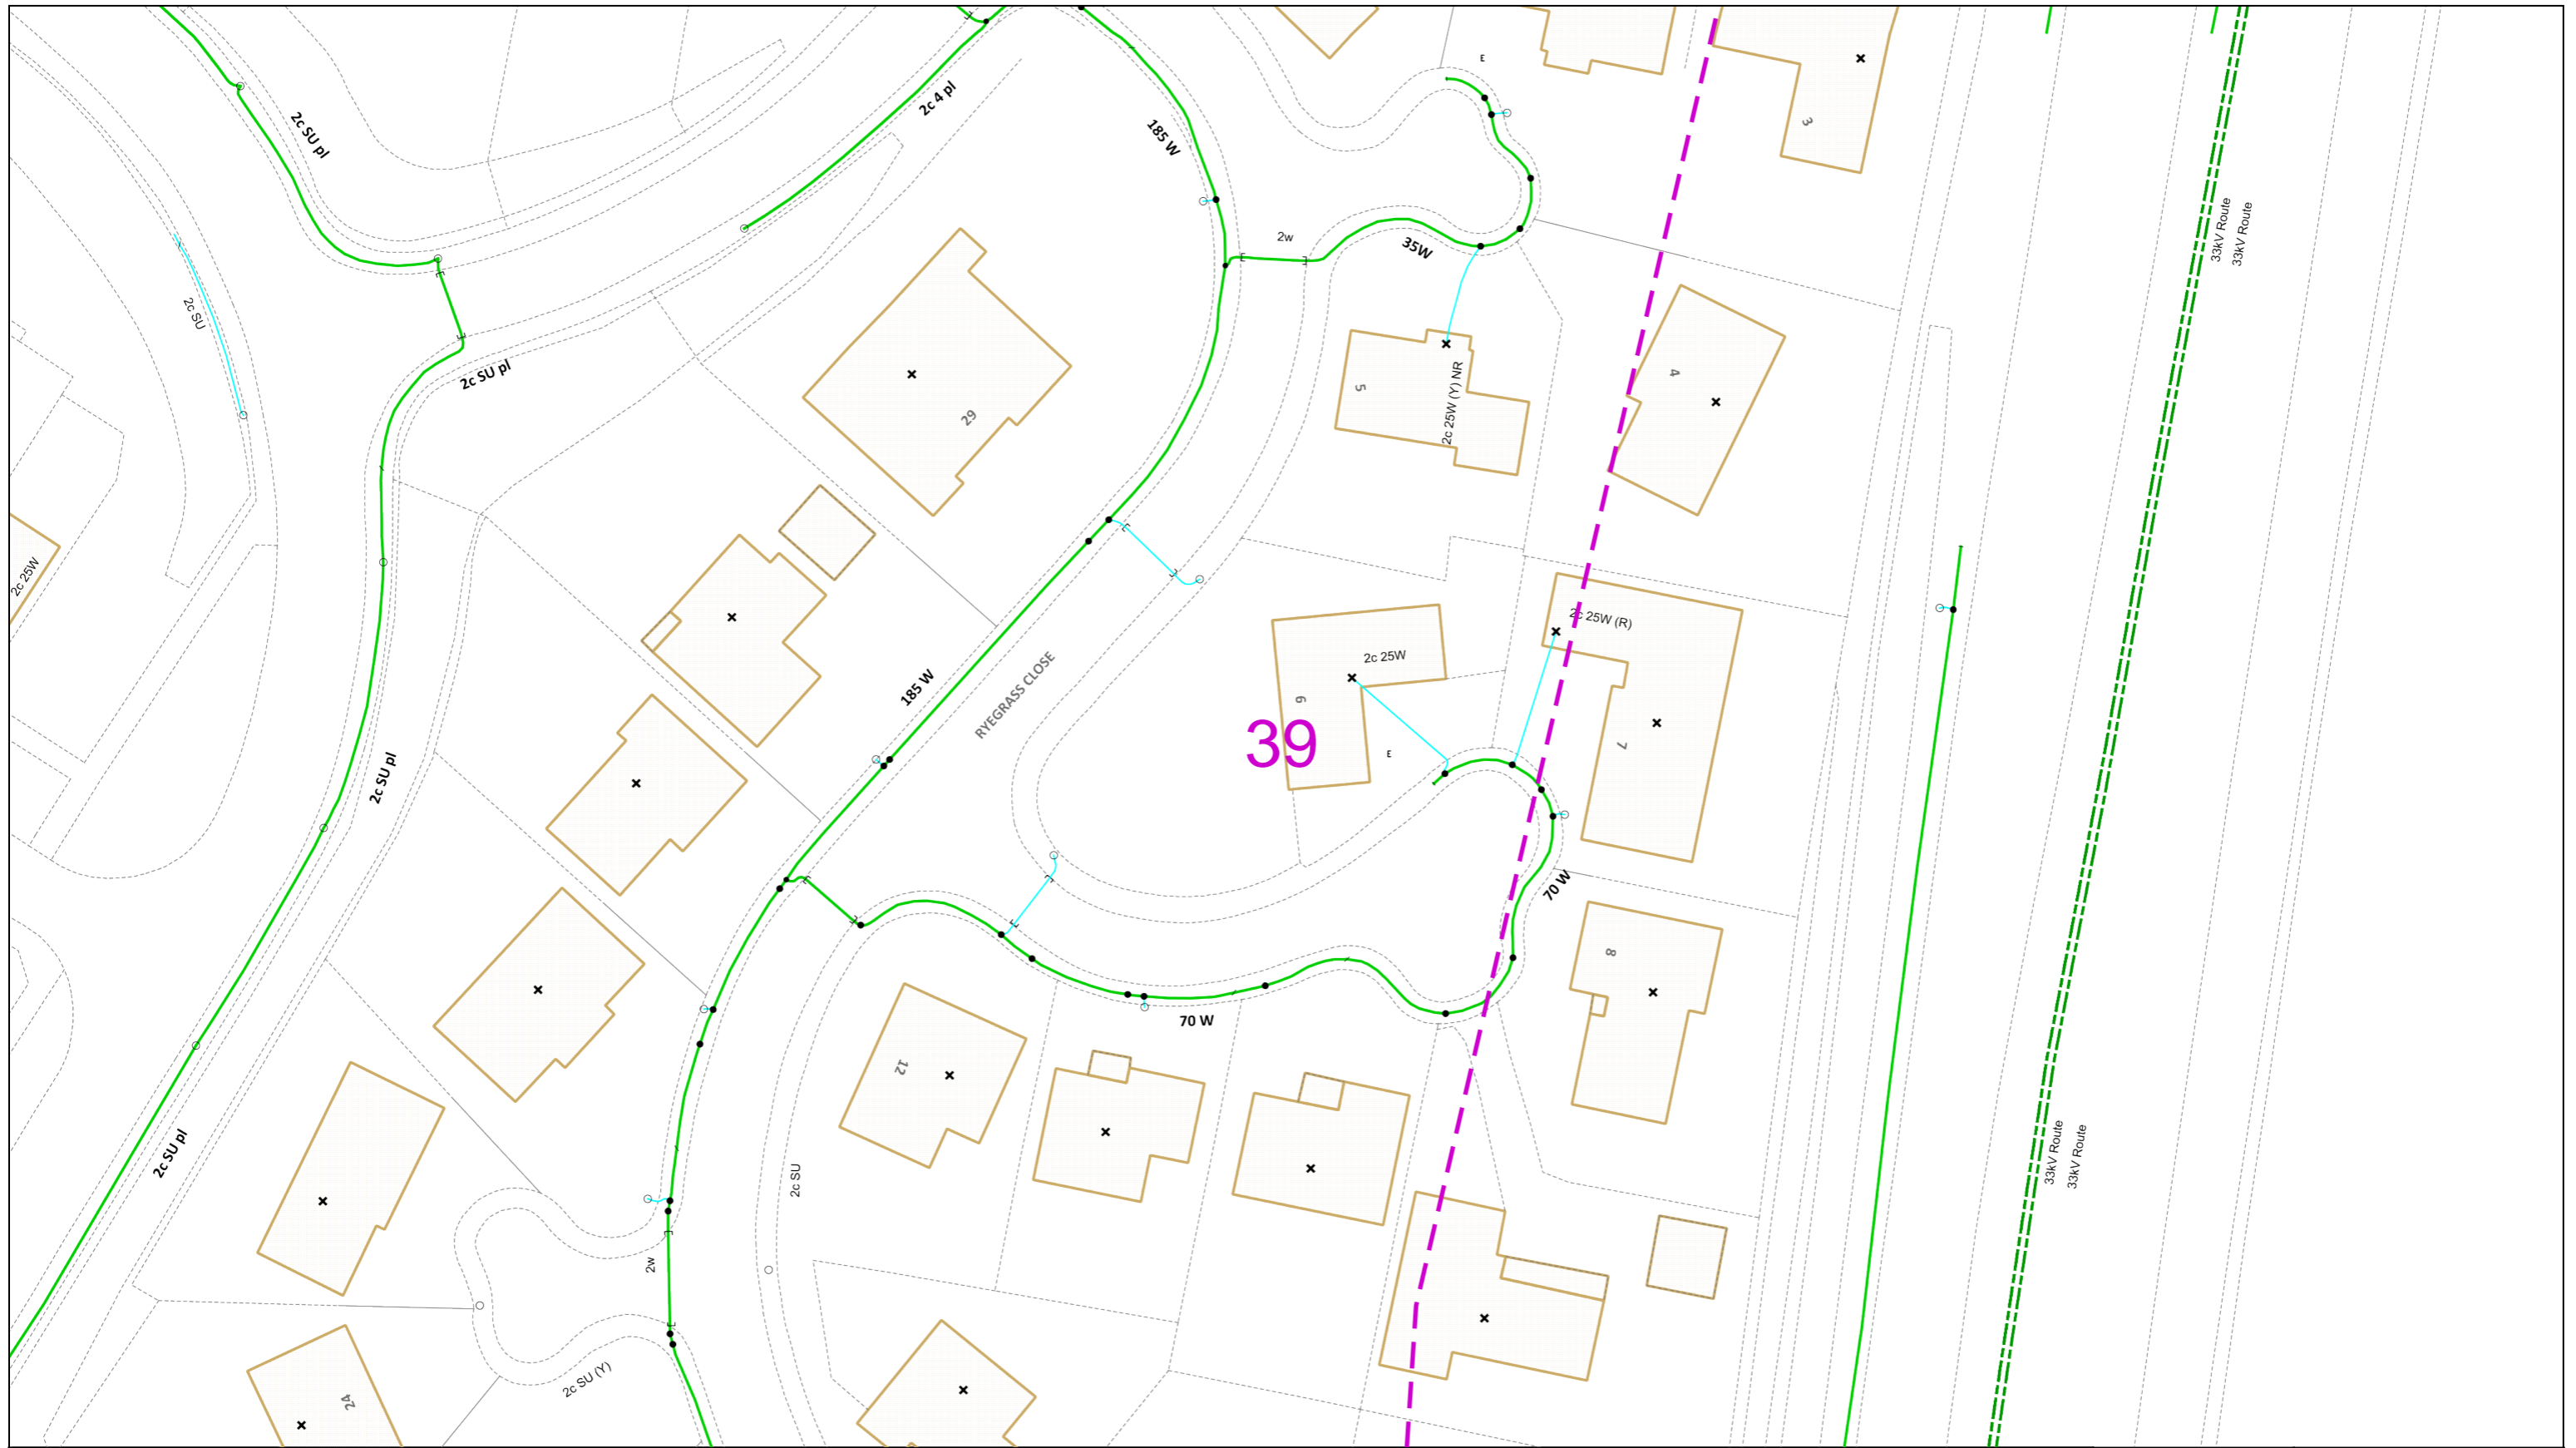 E
2c SU pl
2c 4 pl
185 W
3
2w
35W
33kV Route
33kV Route
2c SU
2c SU pl
29
5
2c 25W (Y) NR
4
2c 25W
2c 25W (R)
2c 25W
6
39
E
7
185 W
RYEGRASS CLOSE
2c SU pl
70 W
8
70 W
12
2c SU pl
2c SU
33kV Route
33kV Route
2w
2c SU (Y)
24